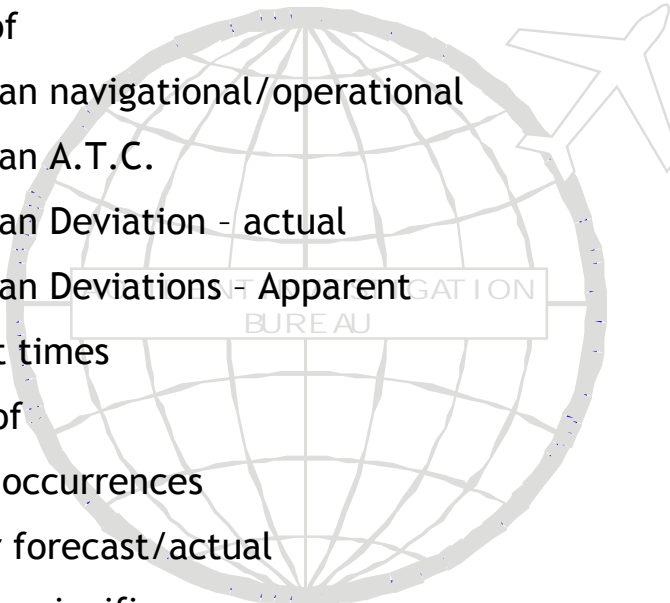 of
an navigational/operational
an A.T.C.
an Deviation – actual
an Deviations – Apparent
t times
of
occurrences
r forecast/actual
BUREAU